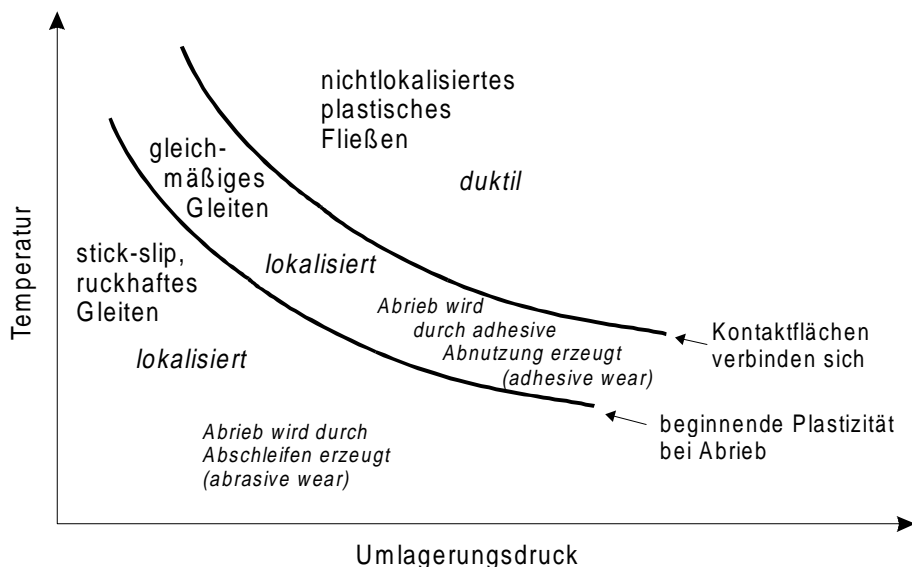 nichtlokalisiertes
plastisches
Fließen
duktil
gleich-
mäßiges
Gleiten
lokalisiert
stick-slip,
ruckhaftes
Gleiten
lokalisiert
Abrieb wird
durch adhesive
Abnutzung erzeugt
(adhesive wear)
Kontaktflächen
verbinden sich
beginnende Plastizität
bei Abrieb
Abrieb wird durch
Abschleifen erzeugt
(abrasive wear)
Temperatur
Umlagerungsdruck